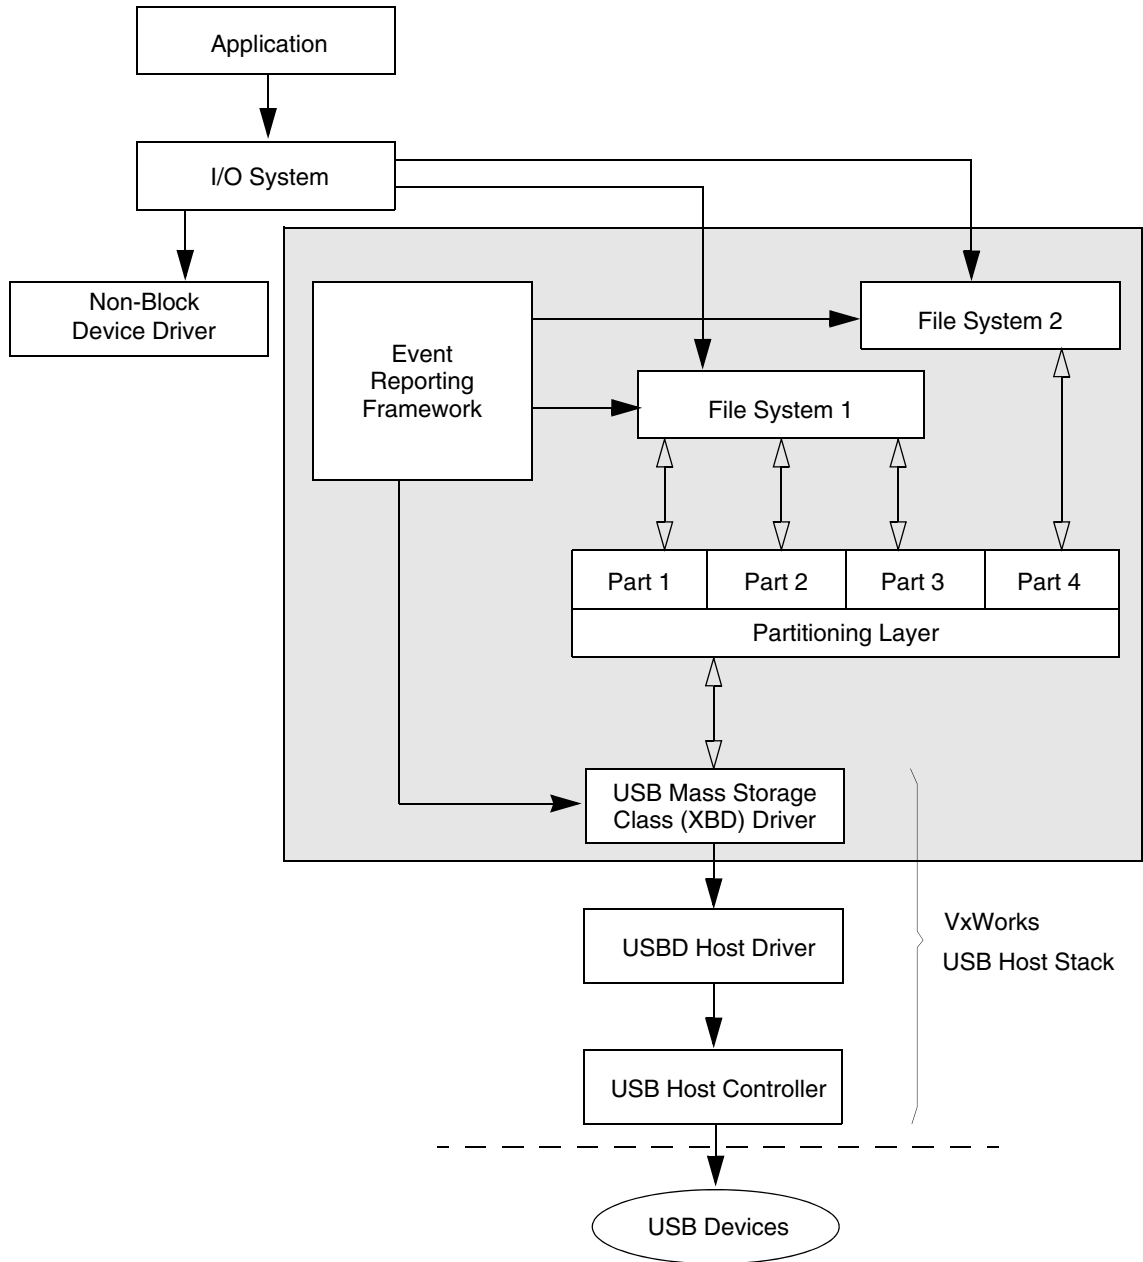 Application
I/O System
Non-Block
Device Driver
Event
Reporting
Framework
File System 2
File System 1
Part 1
Part 2
Part 3
Part 4
Partitioning Layer
USB Mass Storage
Class (XBD) Driver
VxWorks
USB Host Stack
USBD Host Driver
USB Host Controller
USB Devices